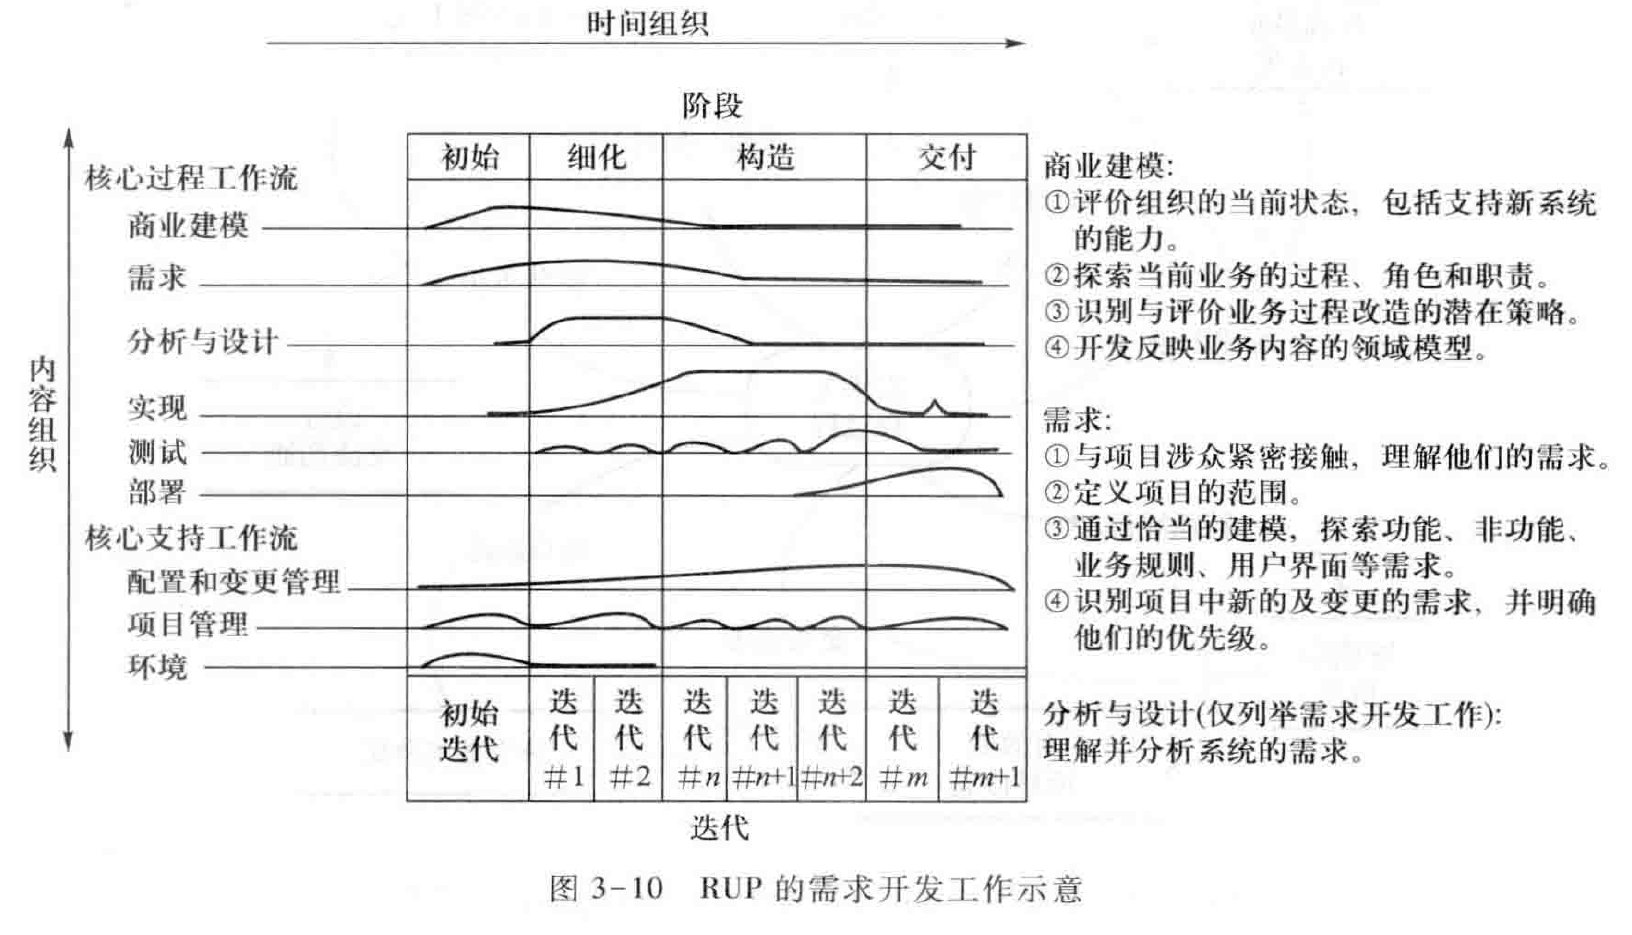 时间组织
阶段
初始 细化 构造 交付
内容组织
核心过程工作流
商业建模
需求
分析与设计
实现
测试
部署
核心支持工作流
配置和变更管理
项目管理
环境
初始迭代
迭代#1
迭代#2
迭代#n
迭代#n+1
迭代#n+2
迭代#m
迭代#m+1
迭代
商业建模:
①评价组织的当前状态，包括支持新系统
的能力。
②探索当前业务的过程、角色和职责。
③识别与评价业务过程改造的潜在策略。
④开发反映业务内容的领域模型。
需求:
①与项目涉众紧密接触，理解他们的需求。
②定义项目的范围。
③通过恰当的建模，探索功能、非功能、
业务规则、用户界面等需求。
④识别项目中新的及变更的需求，并明确
他们的优先级。
分析与设计(仅列举需求开发工作):
理解并分析系统的需求。
图 3-10 RUP 的需求开发工作示意